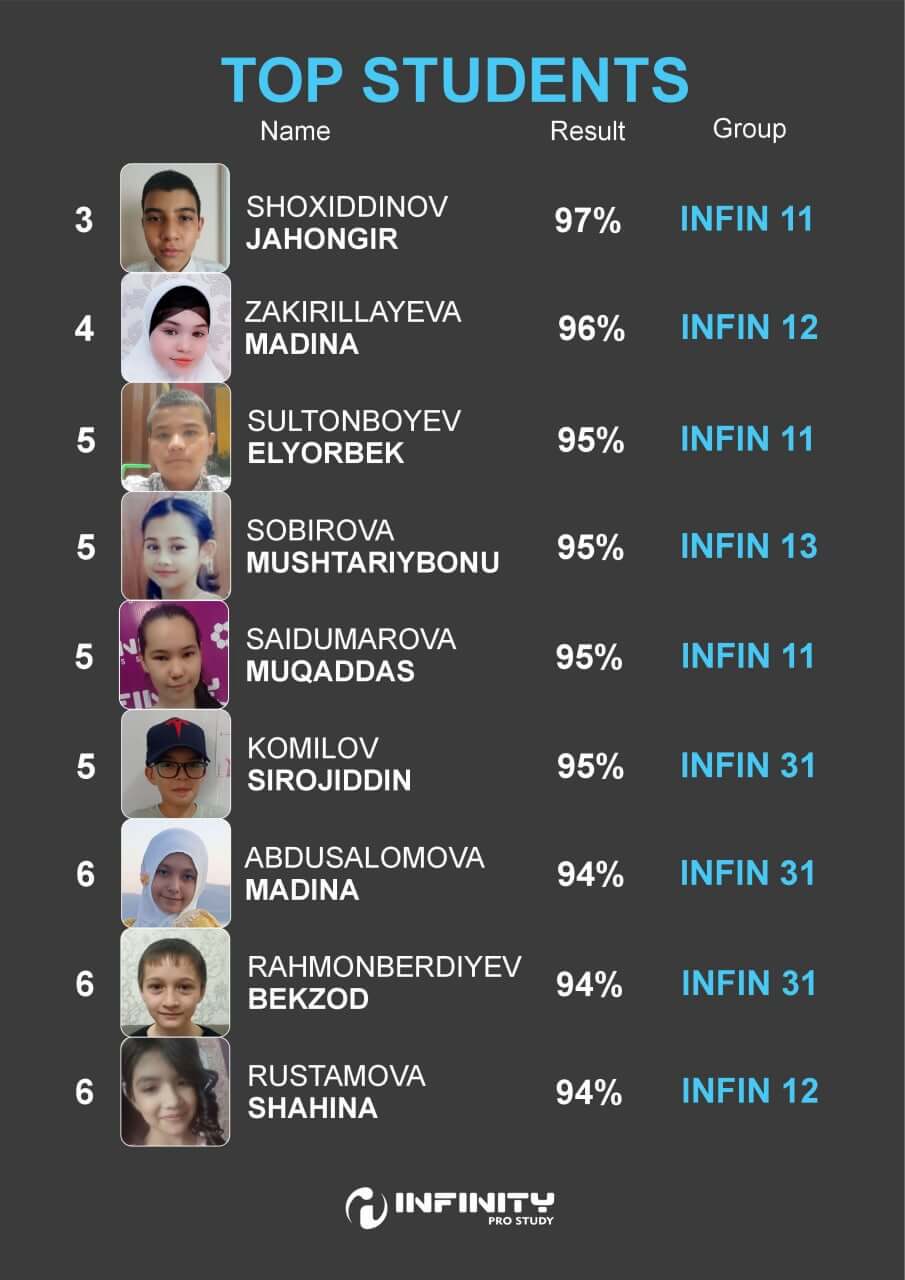 TOP STUDENTS
Name Result Group
3 SHOXIDDINOV JAHONGIR 97% INFIN 11
4 ZAKIRILLAYEVA MADINA 96% INFIN 12
5 SULTONBOYEV ELYORBEK 95% INFIN 11
5 SOBIROVA MUSHTARIYBONU 95% INFIN 13
5 SAIDUMAROVA MUQADDAS 95% INFIN 11
5 KOMILOV SIROJIDDIN 95% INFIN 31
6 ABDUSALOMOVA MADINA 94% INFIN 31
6 RAHMONBERDIYEV BEKZOD 94% INFIN 31
6 RUSTAMOVA SHAHINA 94% INFIN 12
INFINITY
PRO STUDY